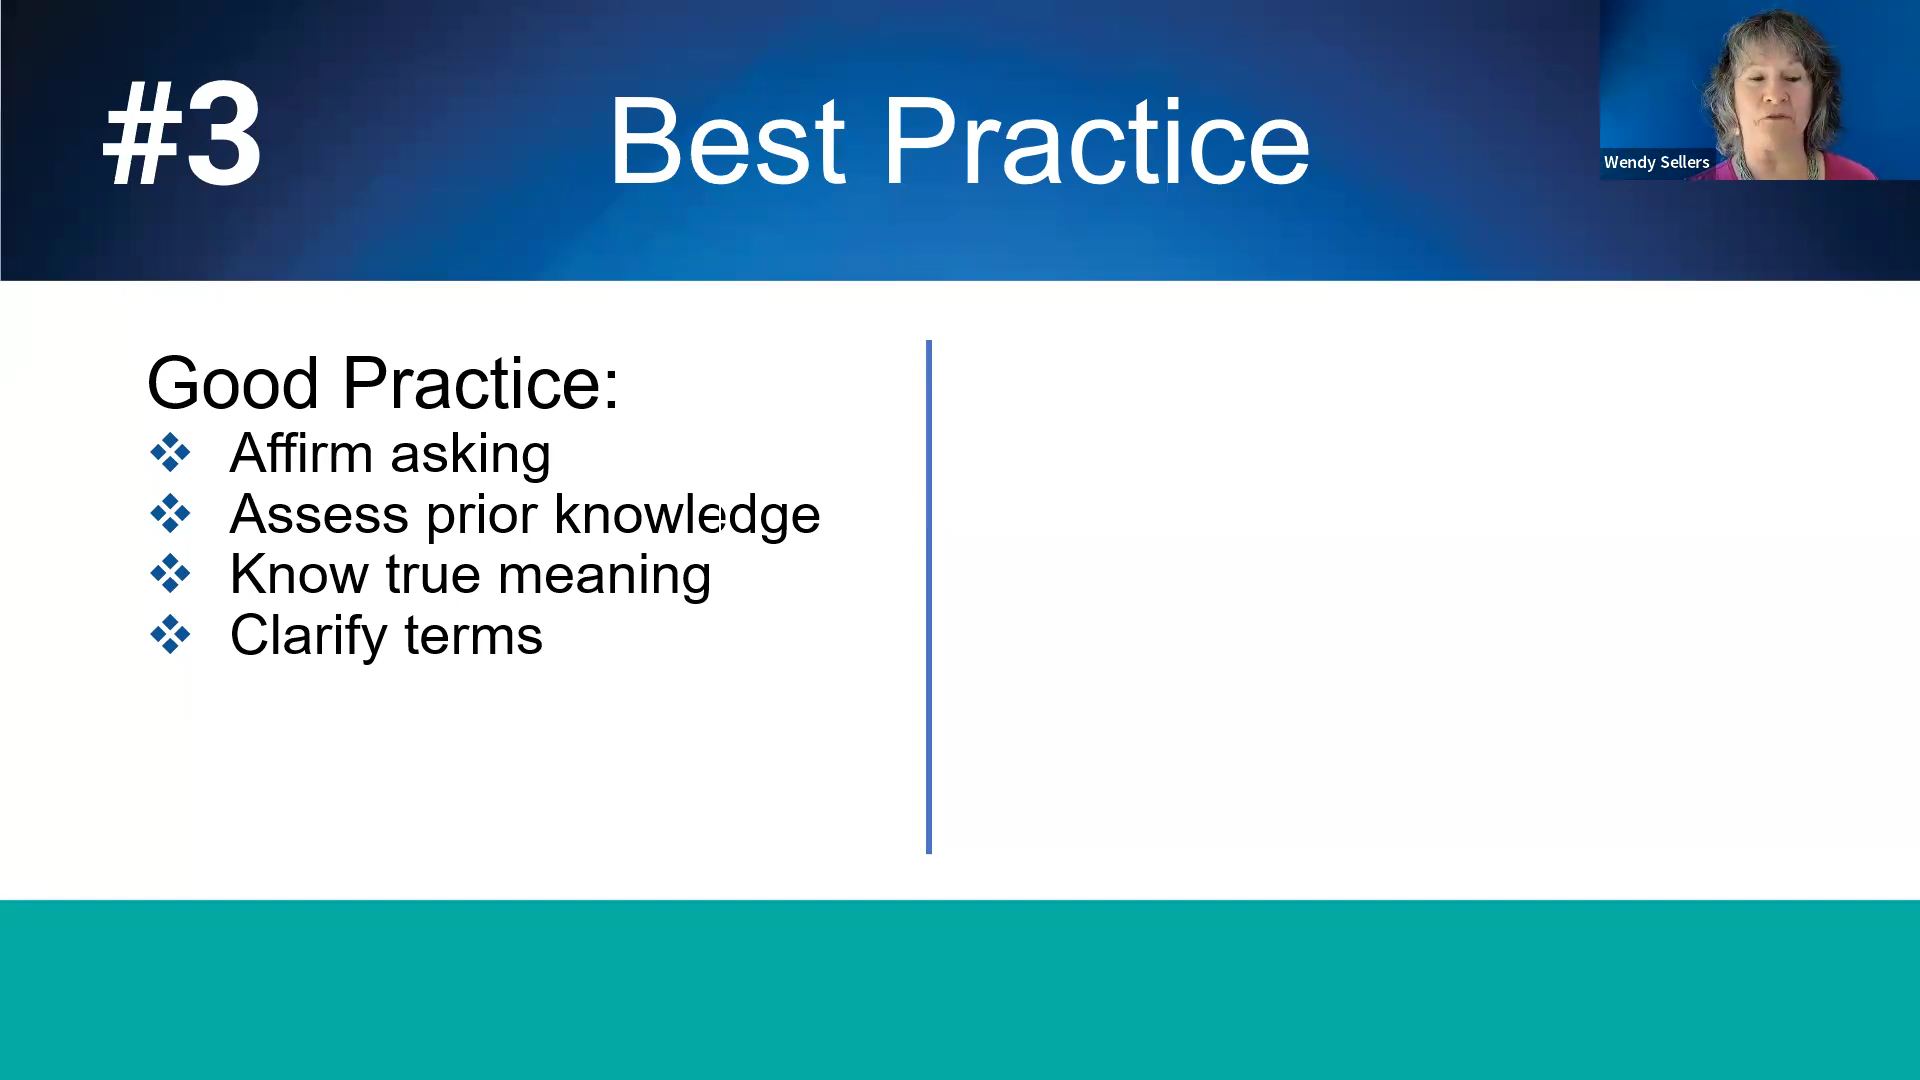 #3
Best Practice
Wendy Sellers
Good Practice:
❖ Affirm asking
❖ Assess prior knowledge
❖ Know true meaning
❖ Clarify terms